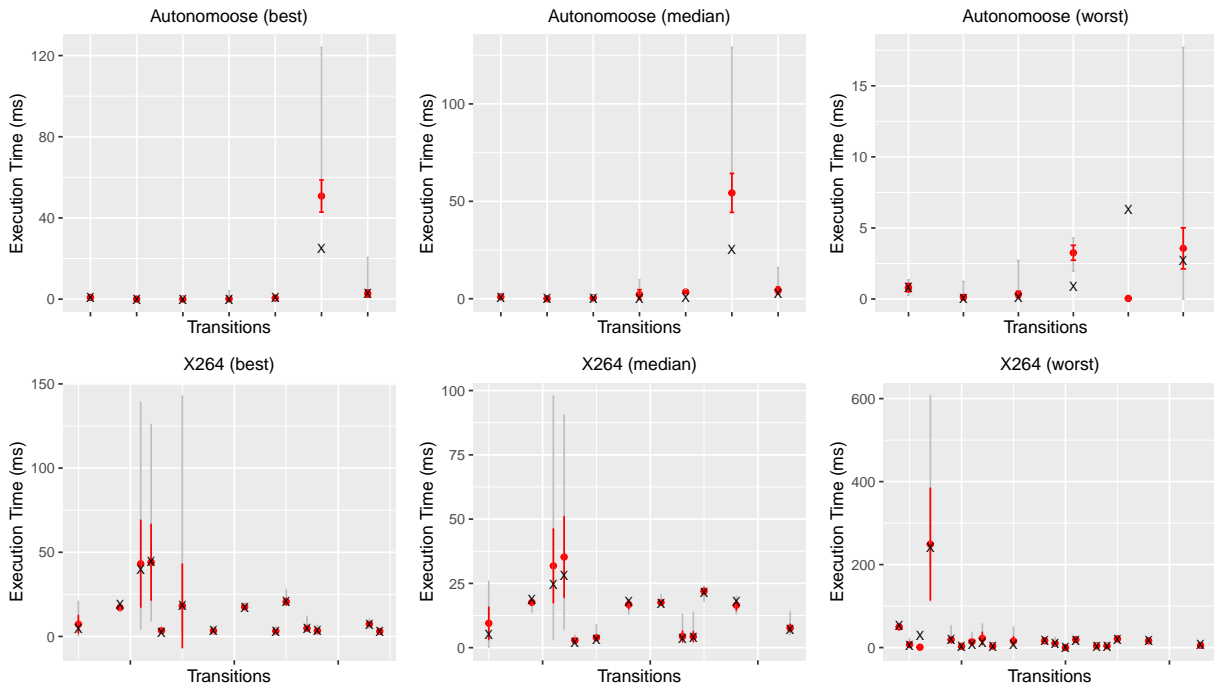 Autonomoose (best)
Autonomoose (median)
Autonomoose (worst)
Execution Time (ms)
120
80
40
0
Transitions
Execution Time (ms)
100
50
0
Transitions
Execution Time (ms)
15
10
5
0
Transitions
X264 (best)
X264 (median)
X264 (worst)
Execution Time (ms)
150
100
50
0
Transitions
Execution Time (ms)
100
75
50
25
0
Transitions
Execution Time (ms)
600
400
200
0
Transitions